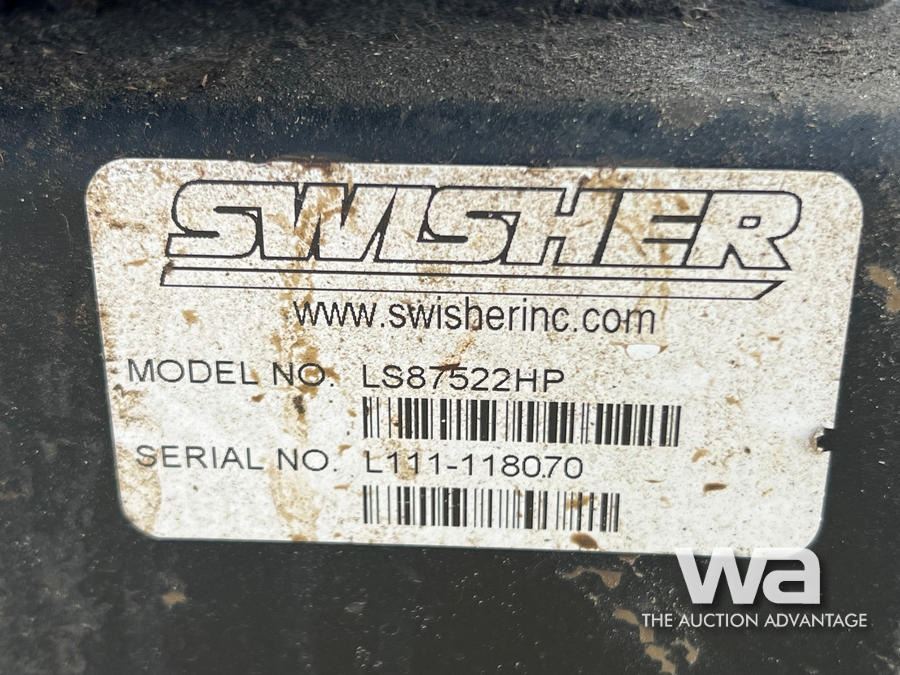 SWISHER
www.swisherinc.com
MODEL NO. LS87522HP
SERIAL NO. L111-118070
wa
THE AUCTION ADVANTAGE